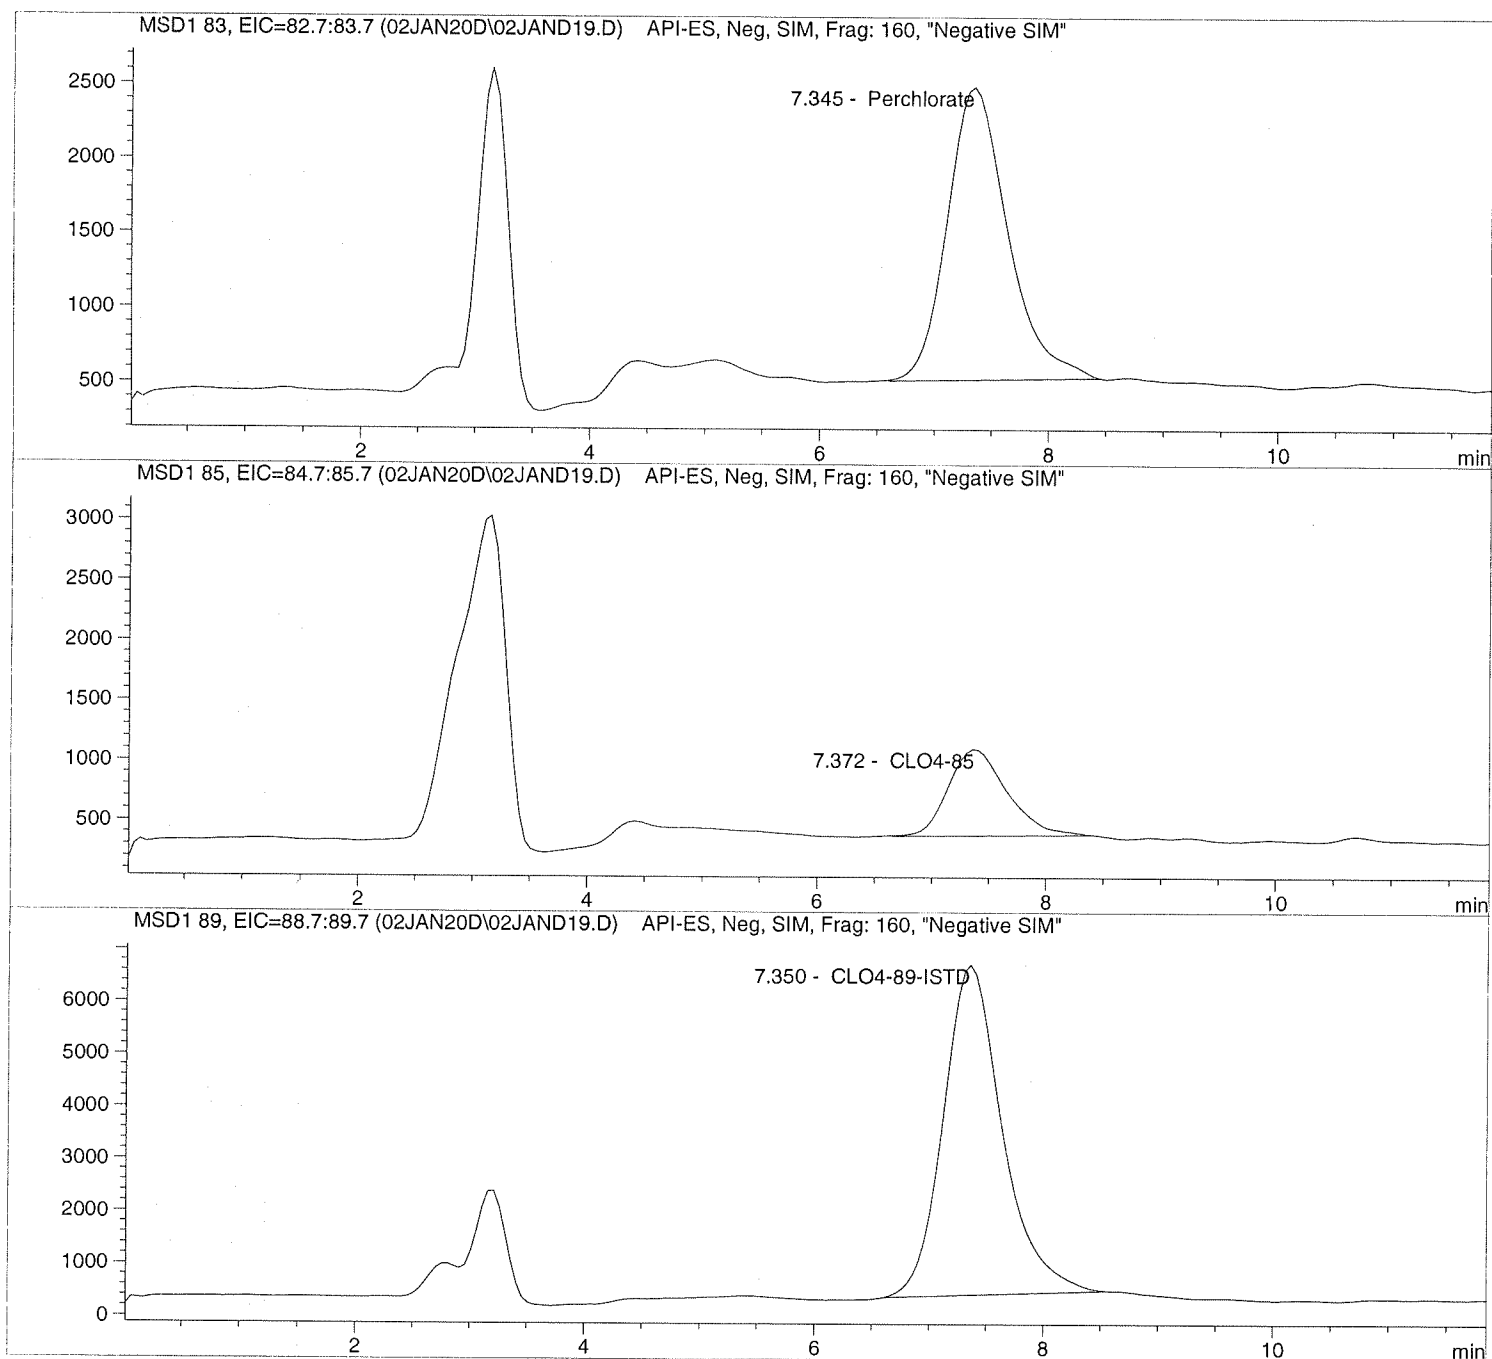 MSD1 83, EIC=82.7:83.7 (02JAN20D\02JAND19.D) API-ES, Neg, SIM, Frag: 160, "Negative SIM"
2500
7.345 - Perchlorate
2000
1500
1000
500
2 4 6 8 10 min
MSD1 85, EIC=84.7:85.7 (02JAN20D\02JAND19.D) API-ES, Neg, SIM, Frag: 160, "Negative SIM"
3000
2500
2000
1500
1000
7.372 - CLO4-85
500
2 4 6 8 10 min
MSD1 89, EIC=88.7:89.7 (02JAN20D\02JAND19.D) API-ES, Neg, SIM, Frag: 160, "Negative SIM"
7.350 - CLO4-89-ISTD
6000
5000
4000
3000
2000
1000
0
2 4 6 8 10 min